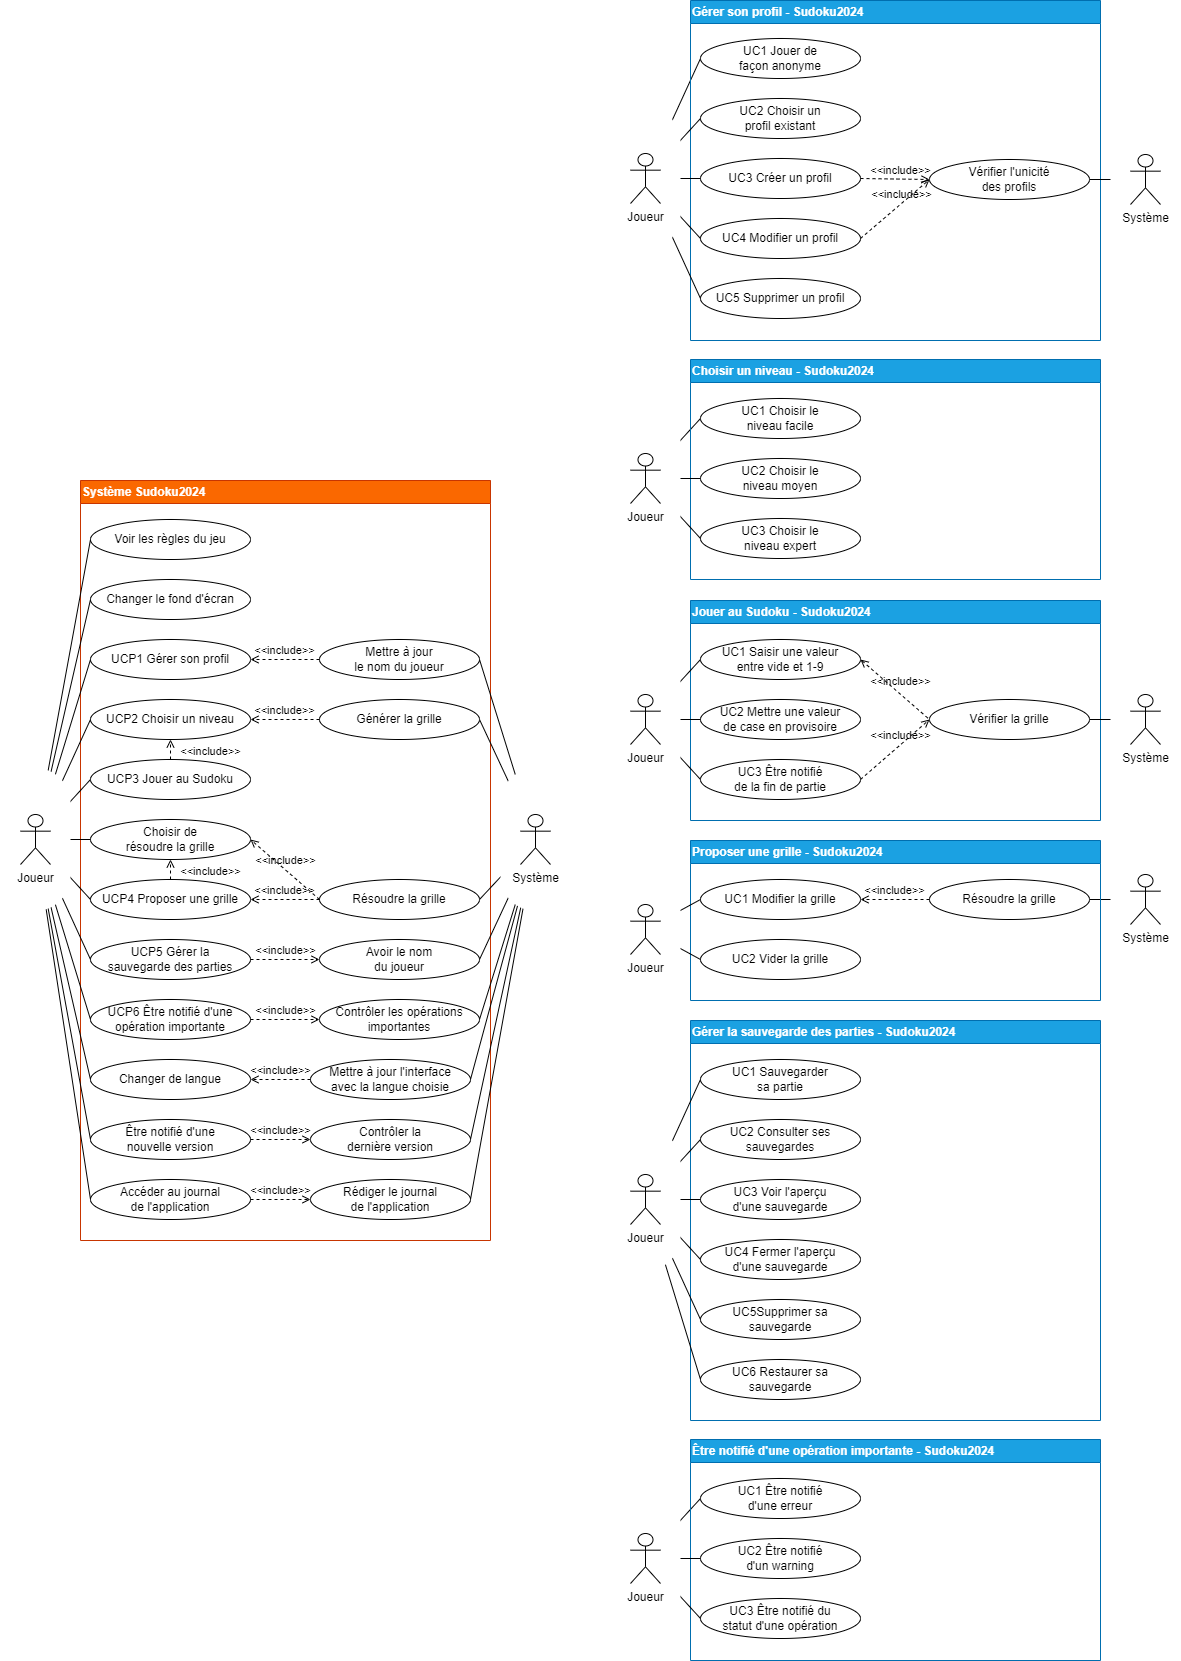 Système Sudoku2024
Voir les règles du jeu
Changer le fond d'écran
UCP1 Gérer son profil
<<include>>
Mettre à jour
le nom du joueur
UCP2 Choisir un niveau
<<include>>
Générer la grille
<<include>>
UCP3 Jouer au Sudoku
Choisir de
résoudre la grille
<<include>>
<<include>>
Joueur
Système
UCP4 Proposer une grille
<<include>>
Résoudre la grille
UCP5 Gérer la
sauvegarde des parties
<<include>>
Avoir le nom
du joueur
UCP6 Être notifié d'une
opération importante
<<include>>
Contrôler les opérations
importantes
Changer de langue
<<include>>
Mettre à jour l'interface
avec la langue choisie
Être notifié d'une
nouvelle version
<<include>>
Contrôler la
dernière version
Accéder au journal
de l'application
<<include>>
Rédiger le journal
de l'application
Gérer son profil - Sudoku2024
UC1 Jouer de
façon anonyme
UC2 Choisir un
profil existant
UC3 Créer un profil
<<include>>
Vérifier l'unicité
des profils
<<include>>
Joueur
Système
UC4 Modifier un profil
UC5 Supprimer un profil
Choisir un niveau - Sudoku2024
UC1 Choisir le
niveau facile
UC2 Choisir le
niveau moyen
Joueur
UC3 Choisir le
niveau expert
Jouer au Sudoku - Sudoku2024
UC1 Saisir une valeur
entre vide et 1-9
<<include>>
UC2 Mettre une valeur
de case en provisoire
Vérifier la grille
<<include>>
Joueur
Système
UC3 Être notifié
de la fin de partie
Proposer une grille - Sudoku2024
UC1 Modifier la grille
<<include>>
Résoudre la grille
Système
UC2 Vider la grille
Joueur
Gérer la sauvegarde des parties - Sudoku2024
UC1 Sauvegarder
sa partie
UC2 Consulter ses
sauvegardes
UC3 Voir l'aperçu
d'une sauvegarde
Joueur
UC4 Fermer l'aperçu
d'une sauvegarde
UC5Supprimer sa
sauvegarde
UC6 Restaurer sa
sauvegarde
Être notifié d'une opération importante - Sudoku2024
UC1 Être notifié
d'une erreur
UC2 Être notifié
d'un warning
Joueur
UC3 Être notifié du
statut d'une opération